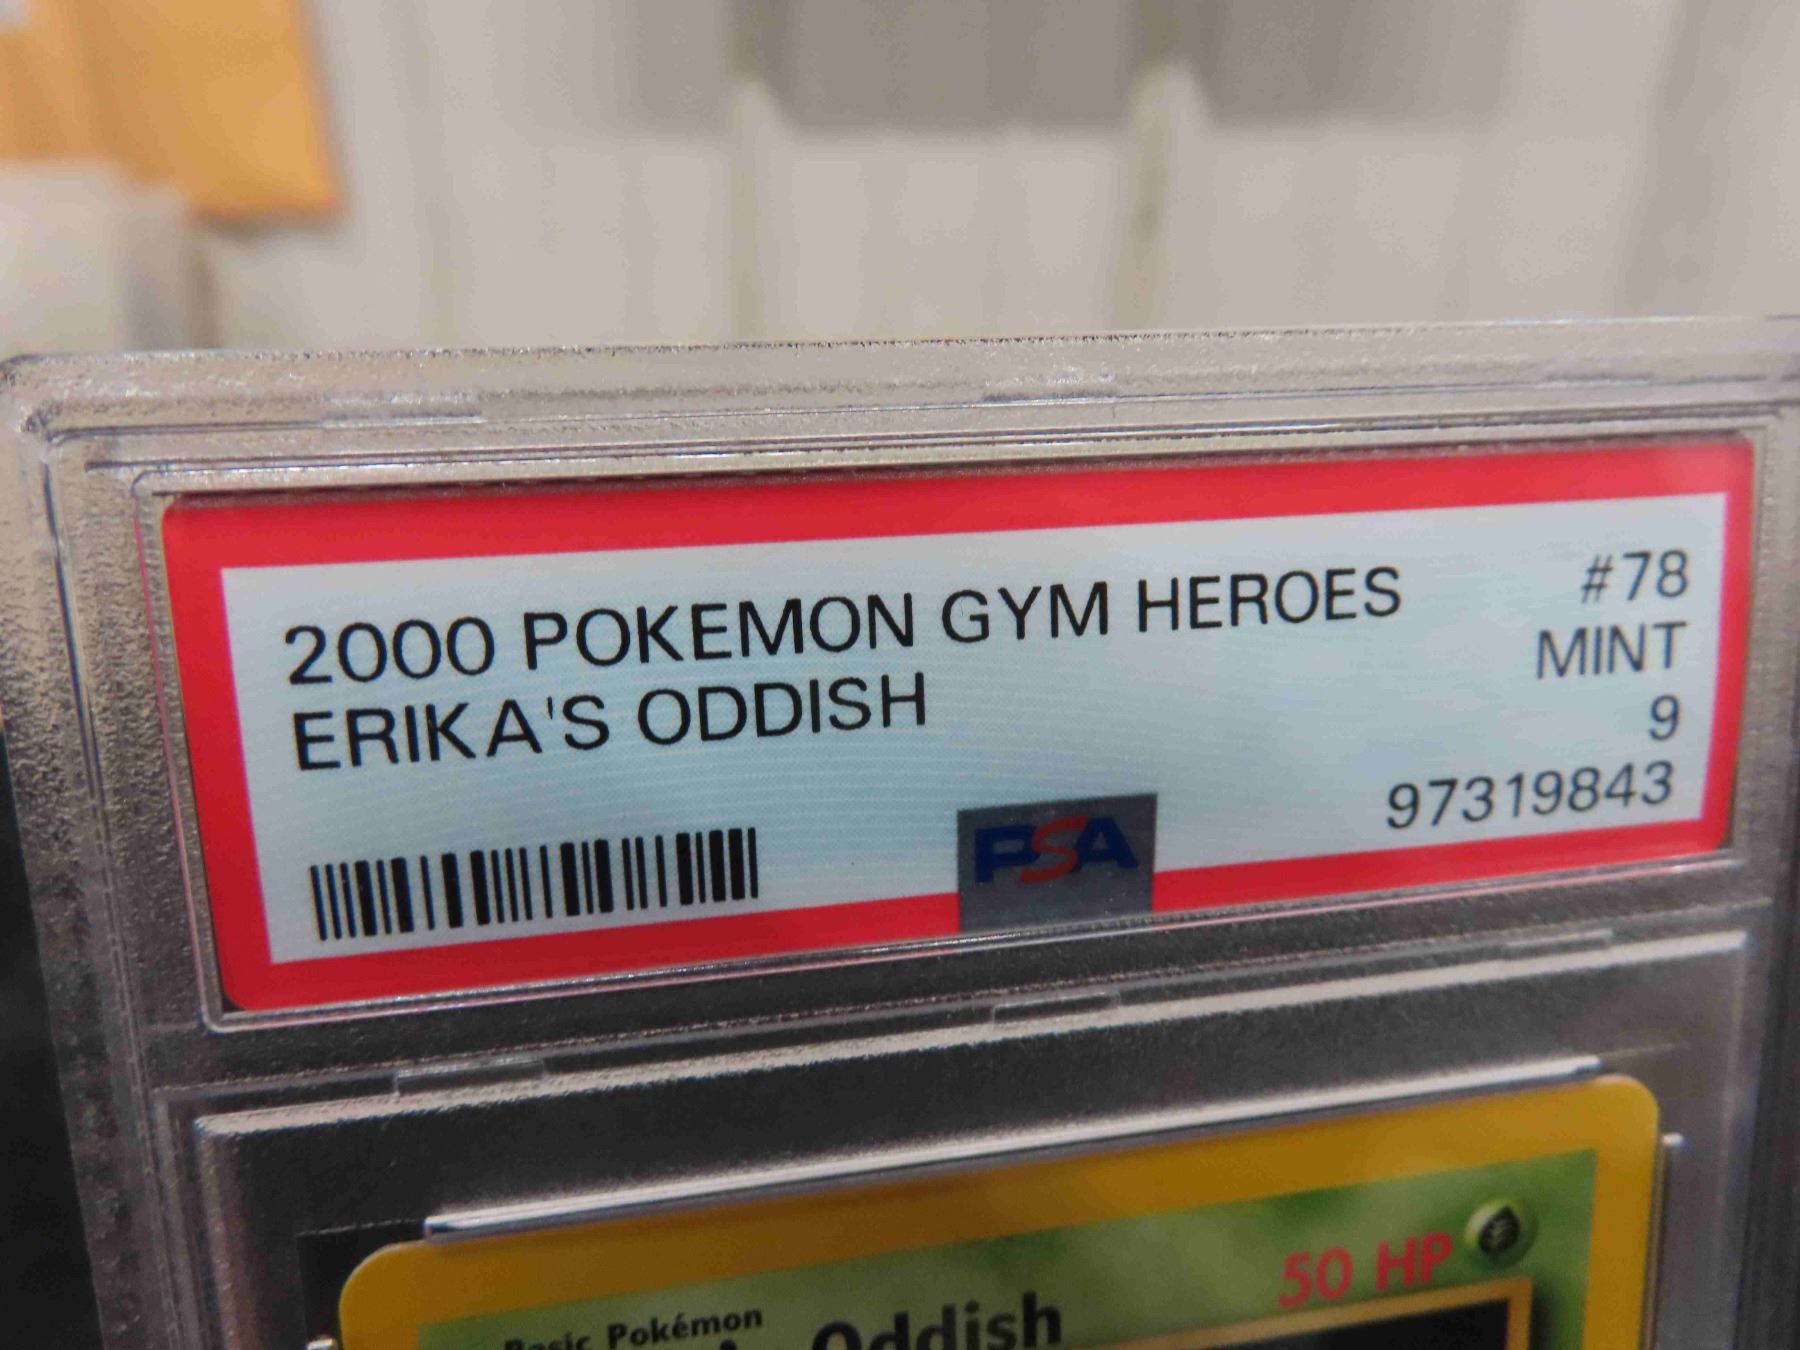 2000 POKEMON GYM HEROES #78
ERIKA'S ODDISH MINT
9
97319843
PSA
50 HP
Basic Pokémon
Oddish